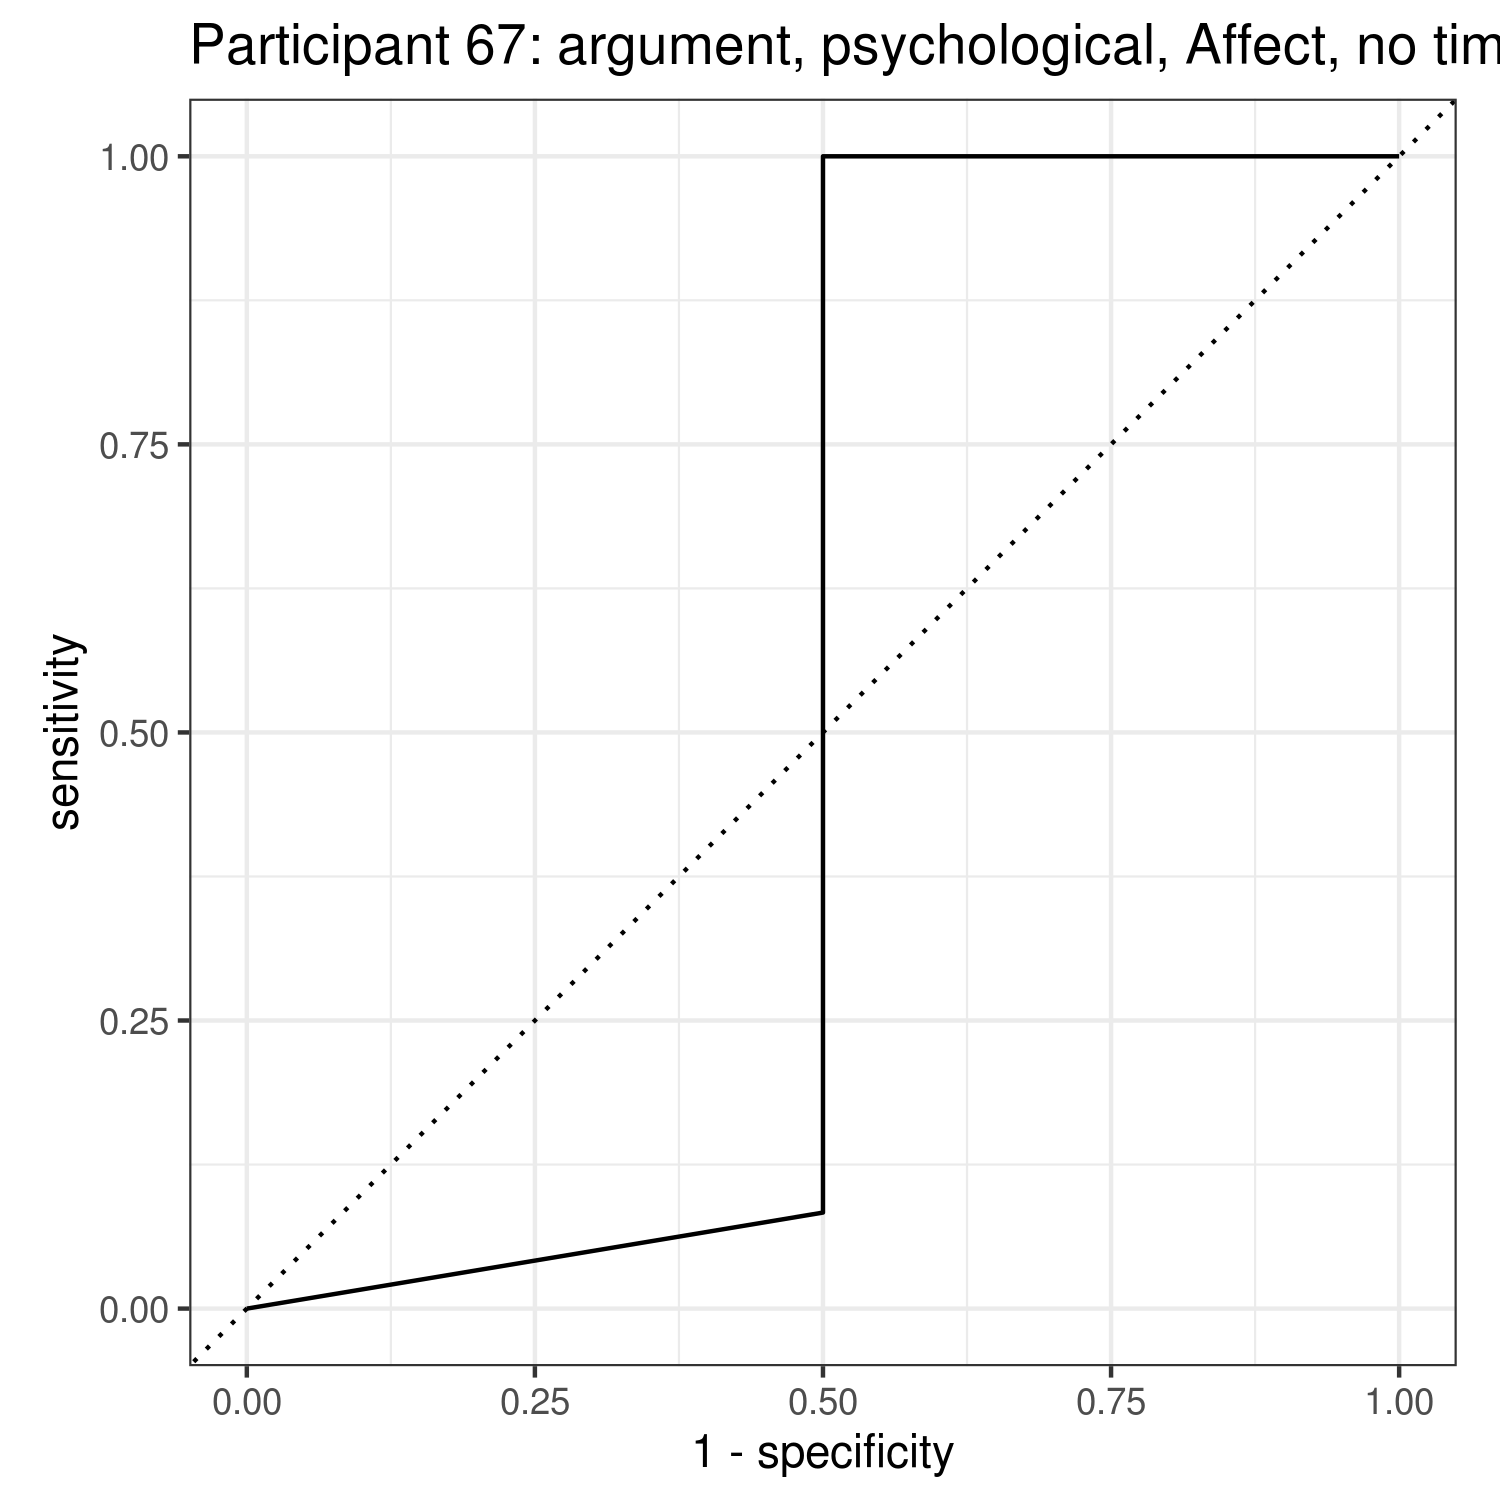 Participant 67: argument, psychological, Affect, no tim
1.00
0.75
0.50
0.25
0.00
sensitivity
0.00 0.25 0.50 0.75 1.00
1 - specificity